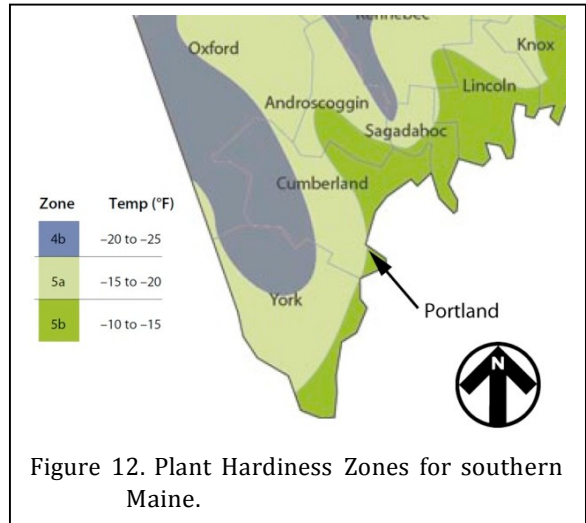 Kennebec
Oxford
Knox
Lincoln
Androscoggin
Sagadahoc
Cumberland
Zone Temp (°F)
4b –20 to –25
5a –15 to –20
5b –10 to –15
York
Portland
N
Figure 12. Plant Hardiness Zones for southern
Maine.